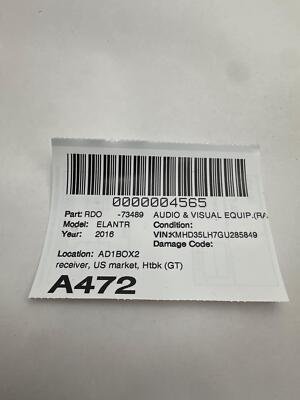 0000004565
Part: RDO -73489 AUDIO & VISUAL EQUIP.(RA
Model: ELANTR Condition:
Year: 2016 VIN:KMHD35LH7GU285849
Damage Code:
Location: AD1BOX2
receiver, US market, Htbk (GT)
A472